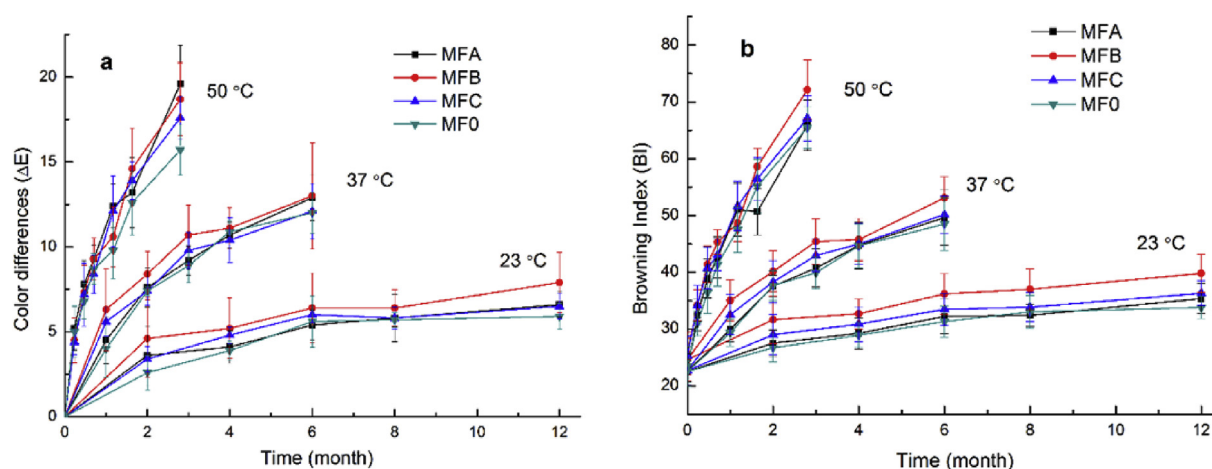 a
MFA
MFB
MFC
MF0
50 °C
37 °C
23 °C
20
15
10
5
0
0 2 4 6 8 10 12
Color differences (ΔE)
Time (month)
b
MFA
MFB
MFC
MF0
50 °C
37 °C
23 °C
80
70
60
50
40
30
20
0 2 4 6 8 10 12
Browning Index (BI)
Time (month)